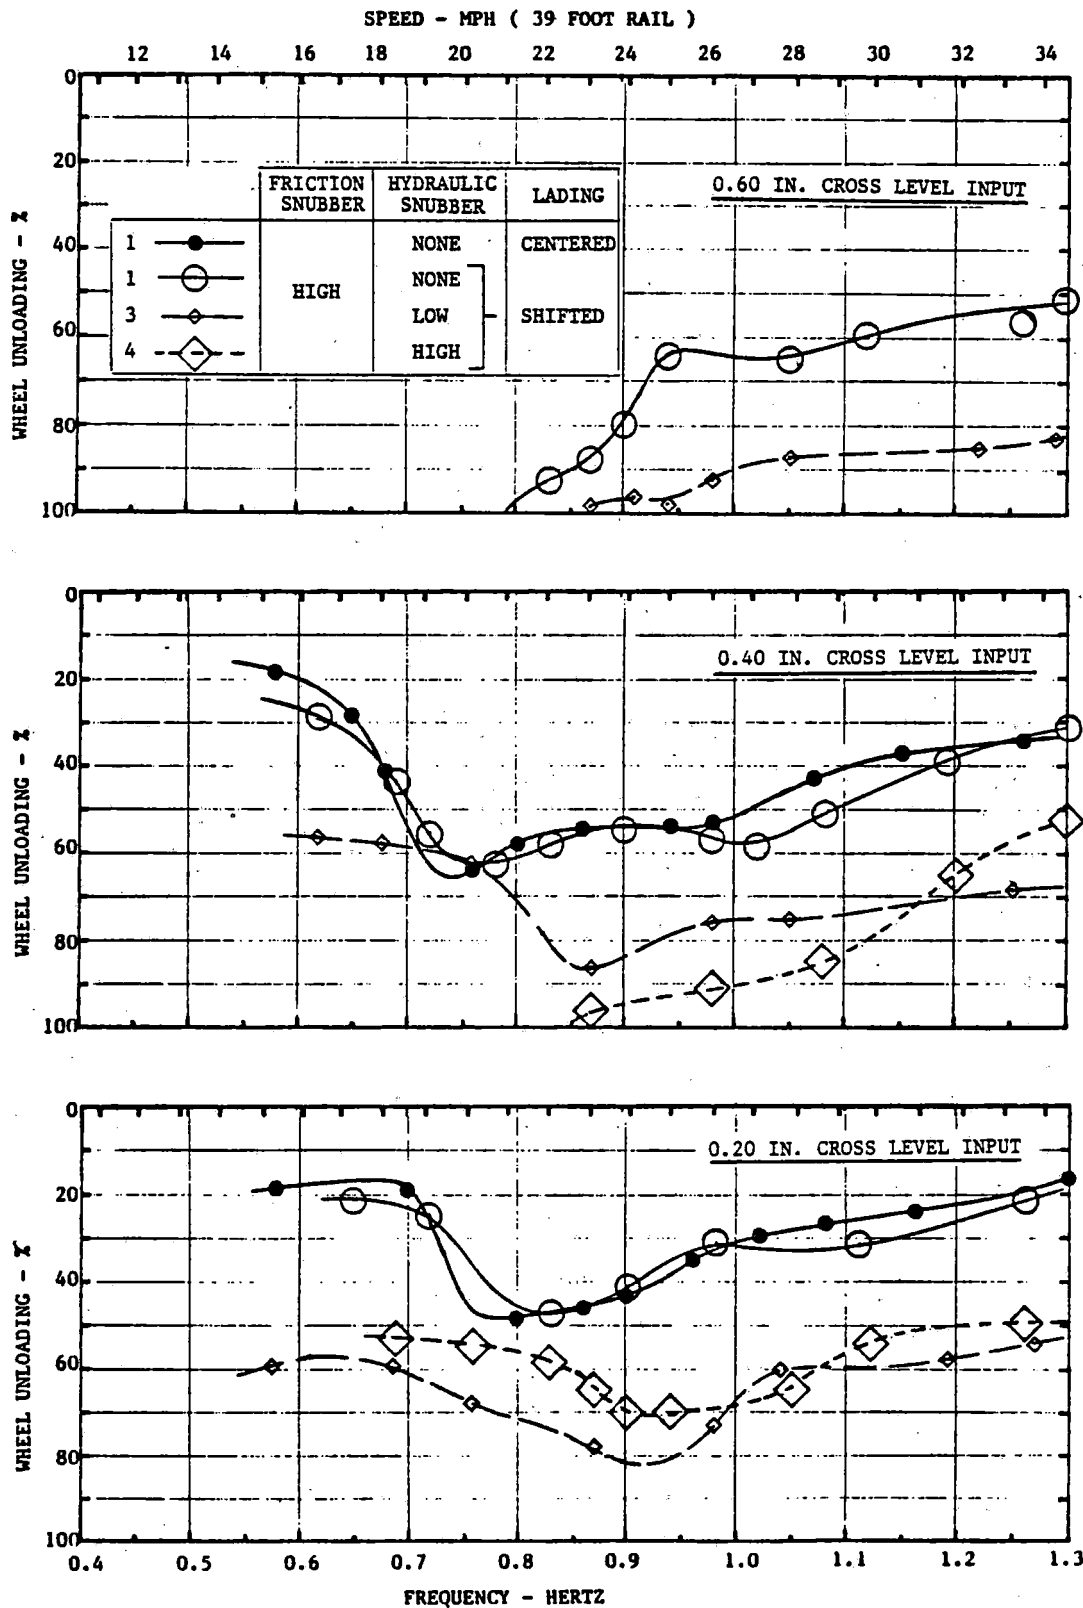 SPEED - MPH ( 39 FOOT RAIL )
12 14 16 18 20 22 24 26 28 30 32 34
0
20
40
60
80
100
WHEEL UNLOADING - %
0.60 IN. CROSS LEVEL INPUT
FRICTION SNUBBER HYDRAULIC SNUBBER LADING
1 NONE CENTERED
1 NONE
HIGH
3 LOW SHIFTED
4 HIGH
0
20
40
60
80
100
WHEEL UNLOADING - %
0.40 IN. CROSS LEVEL INPUT
0
20
40
60
80
100
WHEEL UNLOADING - %
0.20 IN. CROSS LEVEL INPUT
0.4 0.5 0.6 0.7 0.8 0.9 1.0 1.1 1.2 1.3
FREQUENCY - HERTZ